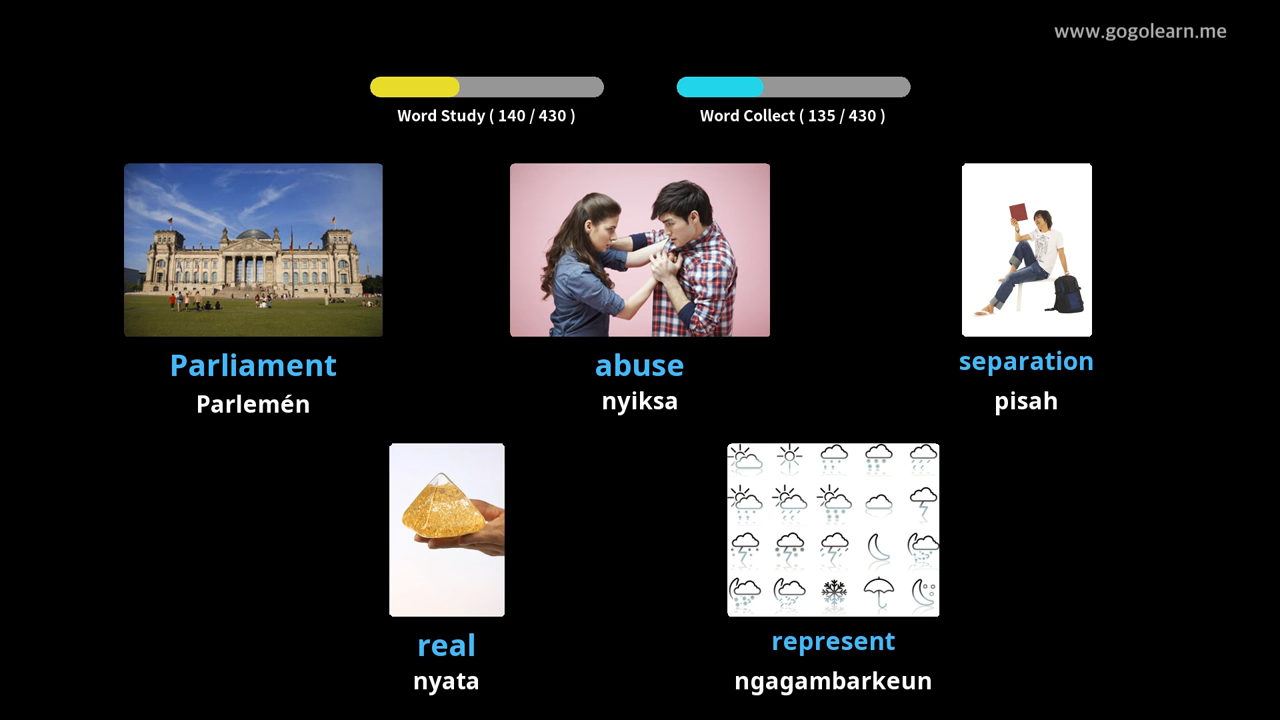 www.gogolearn.me
Word Study ( 140 / 430 )
Word Collect ( 135 / 430 )
Parliament
Parlemén
abuse
nyiksa
separation
pisah
real
nyata
represent
ngagambarkeun